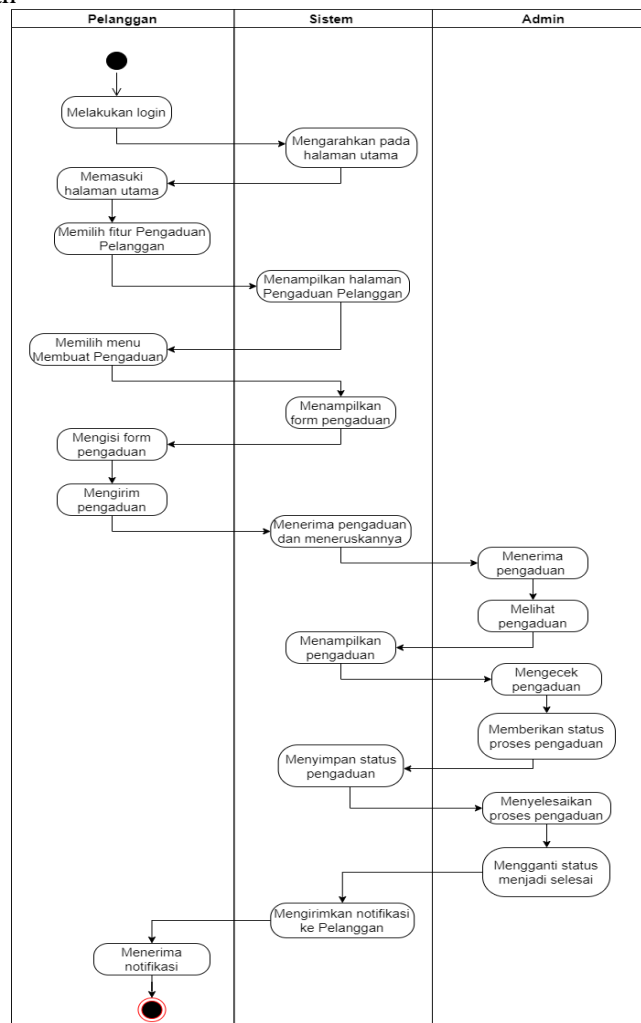 Pelanggan
Sistem
Admin
Melakukan login
Mengarahkan pada
halaman utama
Memasuki
halaman utama
Memilih fitur Pengaduan
Pelanggan
Menampilkan halaman
Pengaduan Pelanggan
Memilih menu
Membuat Pengaduan
Menampilkan
form pengaduan
Mengisi form
pengaduan
Mengirim
pengaduan
Menerima pengaduan
dan meneruskannya
Menerima
pengaduan
Melihat
pengaduan
Menampilkan
pengaduan
Mengecek
pengaduan
Memberikan status
proses pengaduan
Menyimpan status
pengaduan
Menyelesaikan
proses pengaduan
Mengganti status
menjadi selesai
Mengirimkan notifikasi
ke Pelanggan
Menerima
notifikasi